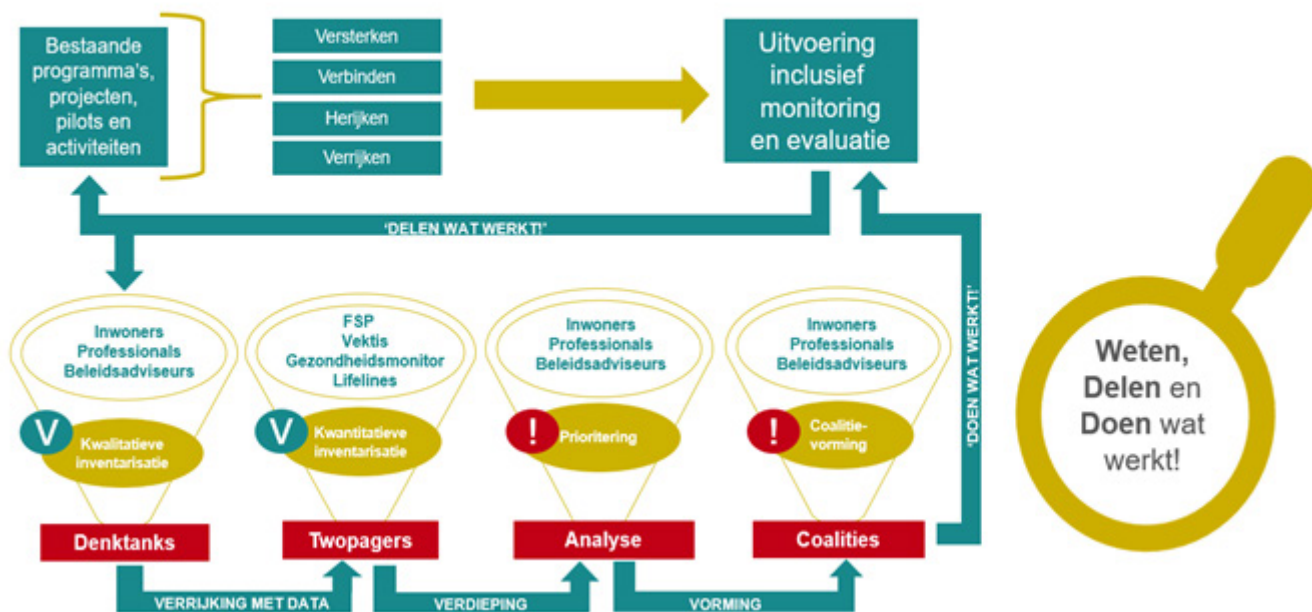 Bestaande
programma's,
projecten,
pilots en
activiteiten
Versterken
Verbinden
Herijken
Verrijken
Uitvoering
inclusief
monitoring
en evaluatie
'DELEN WAT WERKT!'
Inwoners
Professionals
Beleidsadviseurs
V
Kwalitatieve
inventarisatie
Denktanks
FSP
Vektis
Gezondheidsmonitor
Lifelines
V
Kwantitatieve
inventarisatie
Twopagers
Inwoners
Professionals
Beleidsadviseurs
!
Prioritering
Analyse
Inwoners
Professionals
Beleidsadviseurs
!
Coalitie-
vorming
Coalities
VERRIJKING MET DATA
VERDIEPING
VORMING
'DOEN WAT WERKT!'
Weten,
Delen en
Doen wat
werkt!